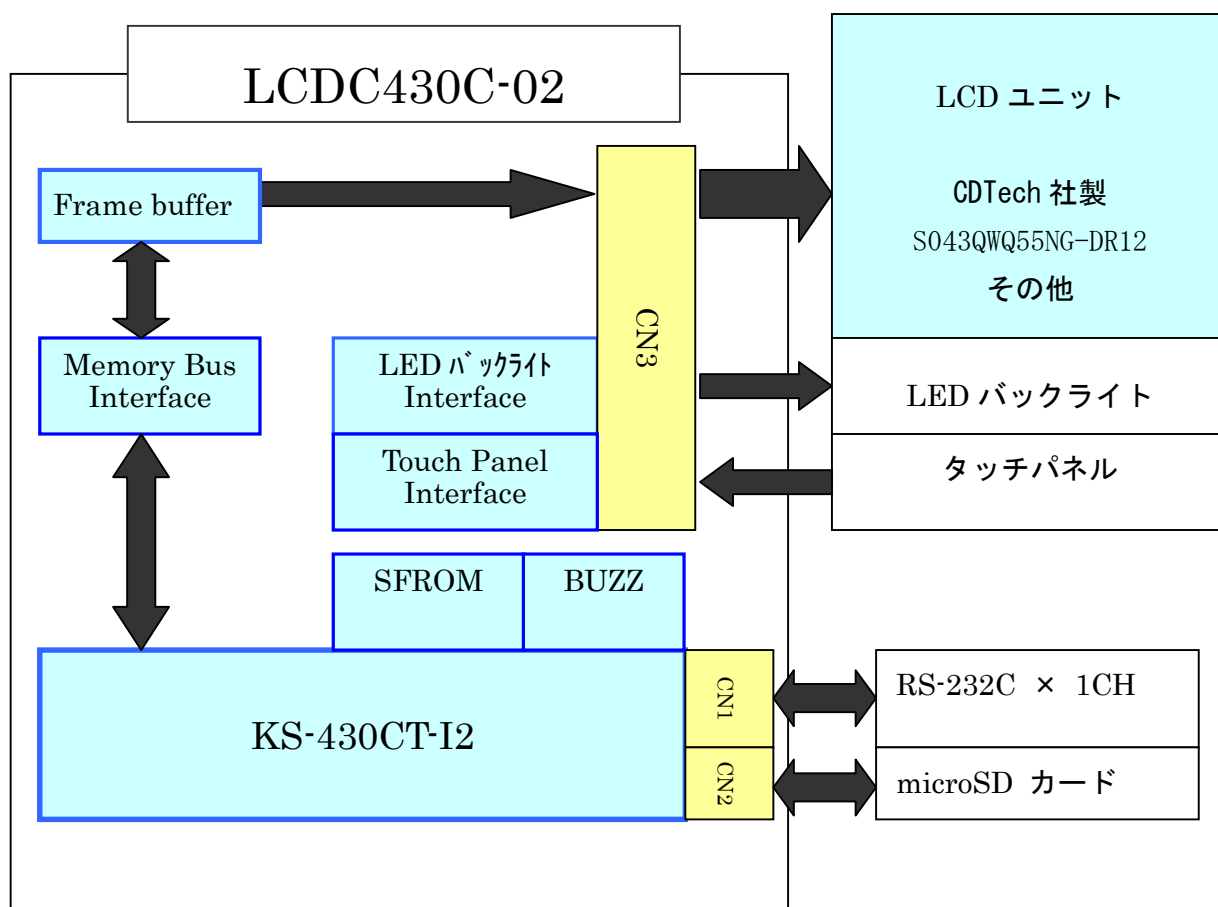 LCDC430C-02
LCD ユニット
CDTech 社製
S043QWQ55NG-DR12
その他
Frame buffer
CN3
Memory Bus
Interface
LED ﾊﾞｯｸﾗｲﾄ
Interface
LED バックライト
Touch Panel
Interface
タッチパネル
SFROM
BUZZ
KS-430CT-I2
CN1
RS-232C × 1CH
CN2
microSD カード